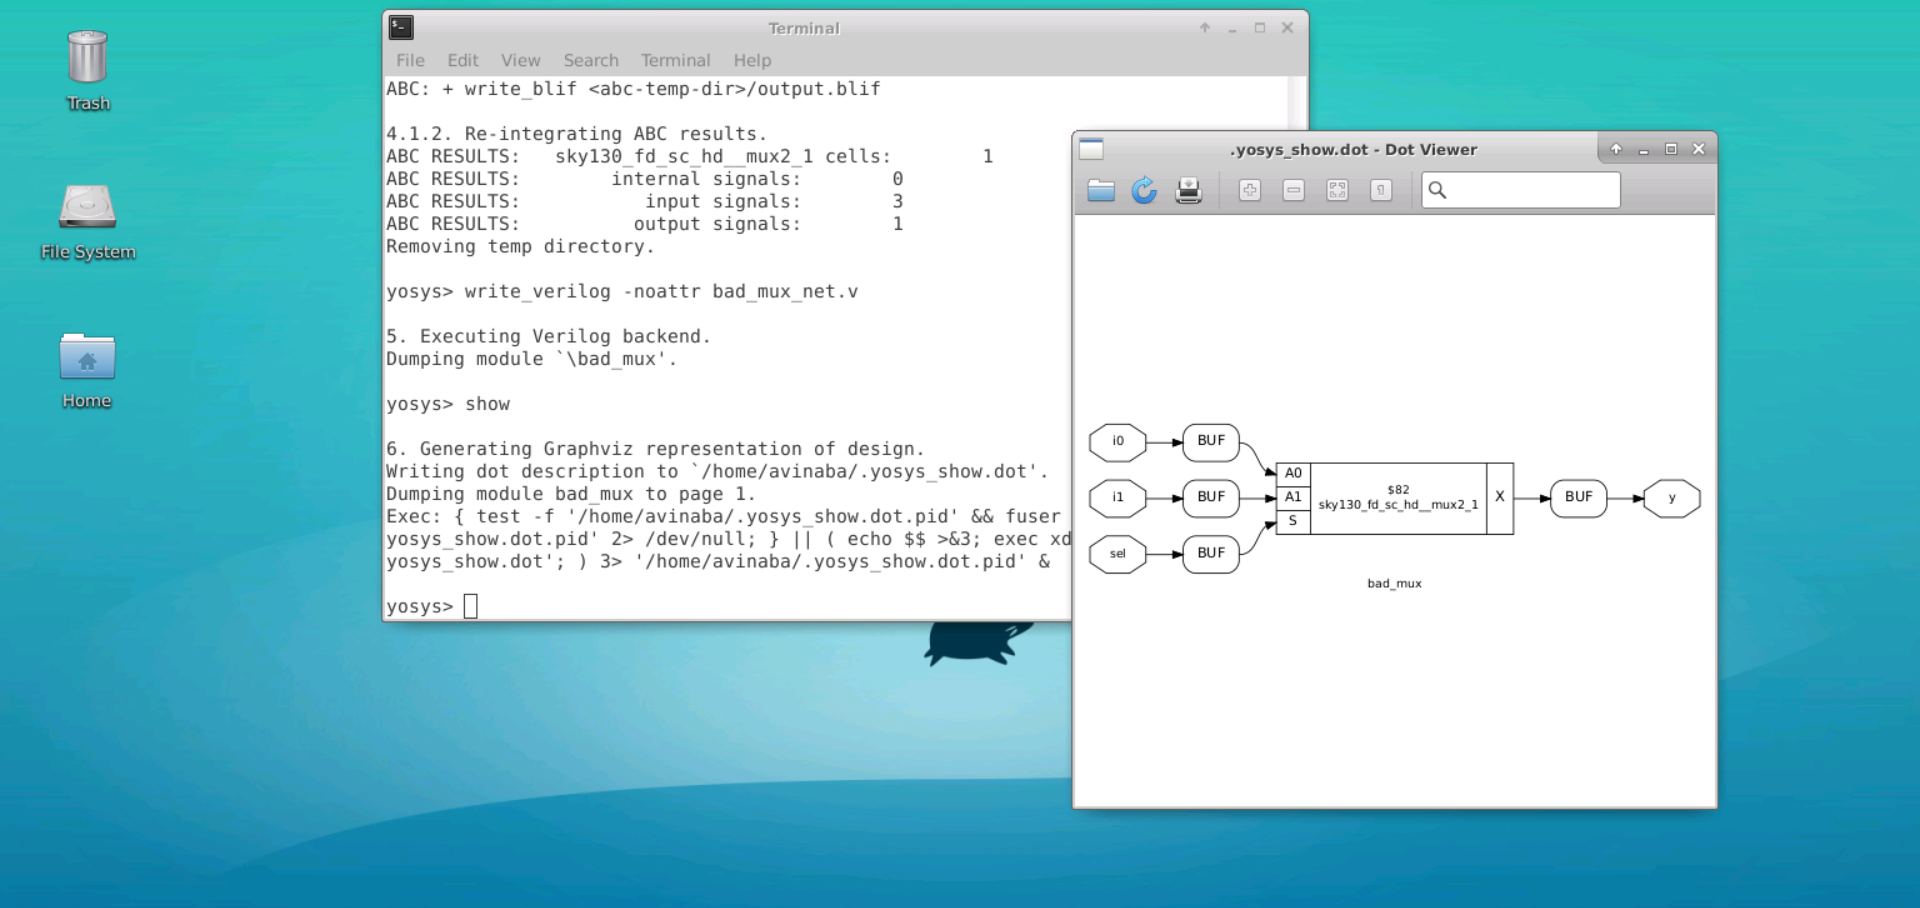 Trash
File System
Home
Terminal
File Edit View Search Terminal Help
ABC: + write_blif <abc-temp-dir>/output.blif
4.1.2. Re-integrating ABC results.
ABC RESULTS:   sky130_fd_sc_hd__mux2_1 cells:        1
ABC RESULTS:        internal signals:        0
ABC RESULTS:           input signals:        3
ABC RESULTS:          output signals:        1
Removing temp directory.
yosys> write_verilog -noattr bad_mux_net.v
5. Executing Verilog backend.
Dumping module `\bad_mux'.
yosys> show
6. Generating Graphviz representation of design.
Writing dot description to `/home/avinaba/.yosys_show.dot'.
Dumping module bad_mux to page 1.
Exec: { test -f '/home/avinaba/.yosys_show.dot.pid' && fuser
yosys_show.dot.pid' 2> /dev/null; } || ( echo $$ >&3; exec xd
yosys_show.dot'; ) 3> '/home/avinaba/.yosys_show.dot.pid' &
yosys>
.yosys_show.dot - Dot Viewer
i0 BUF
A0
i1 BUF A1
$82
sky130_fd_sc_hd__mux2_1
X BUF y
S
sel BUF
bad_mux